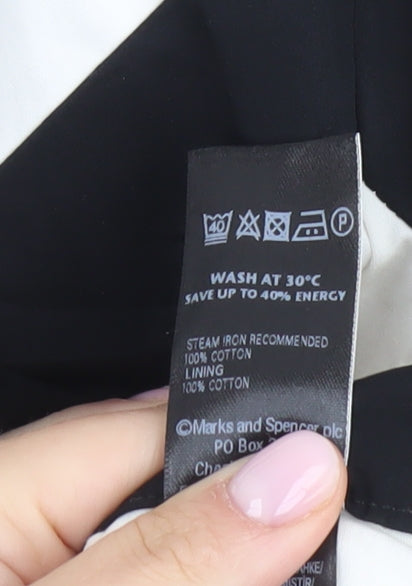 40 P
WASH AT 30°C
SAVE UP TO 40% ENERGY
STEAM IRON RECOMMENDED
100% COTTON
LINING
100% COTTON
©Marks and Spencer plc
PO Box